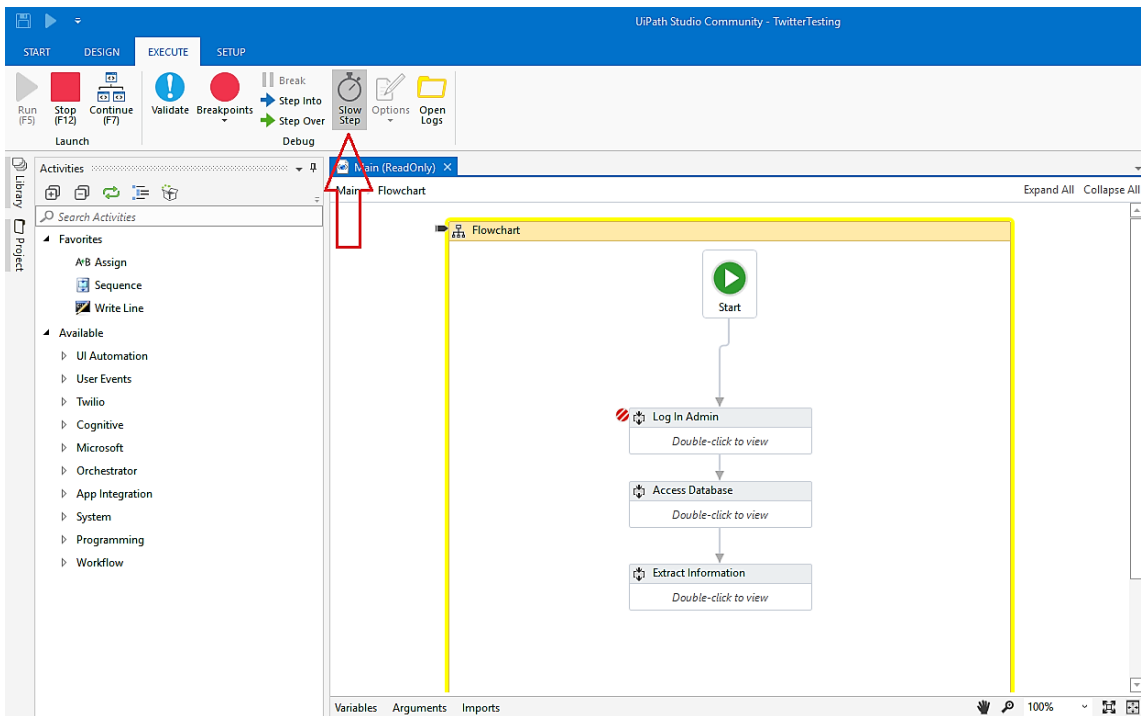 UiPath Studio Community - TwitterTesting
START DESIGN EXECUTE SETUP
Run
(F5)
Stop
(F12)
Continue
(F7)
Launch
Validate
Breakpoints
Break
Step Into
Step Over
Debug
Slow
Step
Options
Open
Logs
Library
Project
Activities
Search Activities
Favorites
A*B Assign
Sequence
Write Line
Available
UI Automation
User Events
Twilio
Cognitive
Microsoft
Orchestrator
App Integration
System
Programming
Workflow
Main (ReadOnly)
Main Flowchart
Expand All Collapse All
Flowchart
Start
Log In Admin
Double-click to view
Access Database
Double-click to view
Extract Information
Double-click to view
Variables Arguments Imports
100%